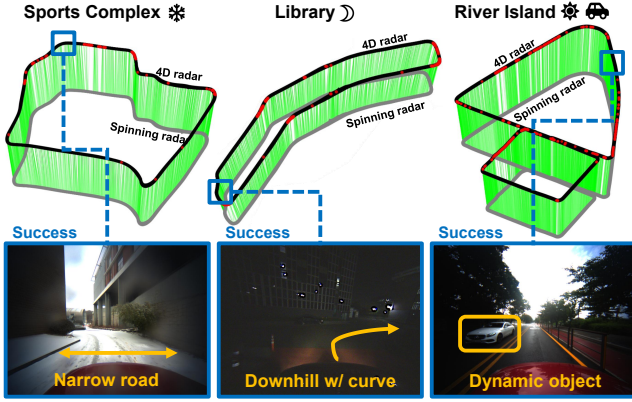 Sports Complex
Library
River Island
4D radar
Spinning radar
4D radar
Spinning radar
4D radar
Spinning radar
Success
Success
Success
Narrow road
Downhill w/ curve
Dynamic object